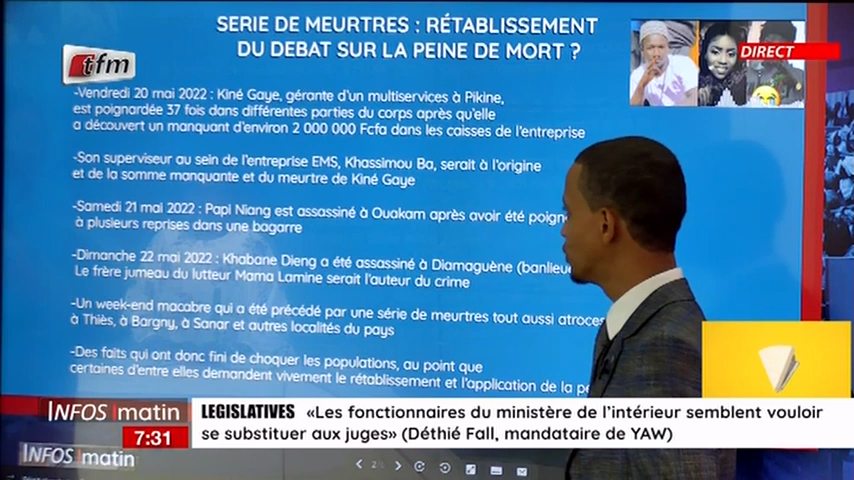 SERIE DE MEURTRES : RÉTABLISSEMENT
DU DEBAT SUR LA PEINE DE MORT ?
DIRECT
tfm
-Vendredi 20 mai 2022 : Kiné Gaye, gérante d'un multiservices à Pikine,
est poignardée 37 fois dans différentes parties du corps après qu'elle
a découvert un manquant d'environ 2 000 000 Fcfa dans les caisses de l'entreprise
-Son superviseur au sein de l'entreprise EMS, Khassimou Ba, serait à l'origine
et de la somme manquante et du meurtre de Kiné Gaye
-Samedi 21 mai 2022 : Papi Niang est assassiné à Ouakam après avoir été
à plusieurs reprises dans une bagarre
-Dimanche 22 mai 2022 : Khabane Dieng a été assassiné à Diamaguène
Le frère jumeau du lutteur Mama Lamine serait l'auteur du crime
-Un week-end macabre qui a été précédé par une série de meurtres tout aussi atroces
à Thiès, à Bargny, à Sanar et autres localités du pays
-Des faits qui ont donc fini de choquer les populations, au point que
certaines d'entre elles demandent vivement le rétablissement et l'application de la
INFOS matin
7:31
LEGISLATIVES «Les fonctionnaires du ministère de l'intérieur semblent vouloir
se substituer aux juges» (Déthié Fall, mandataire de YAW)
INFOS matin